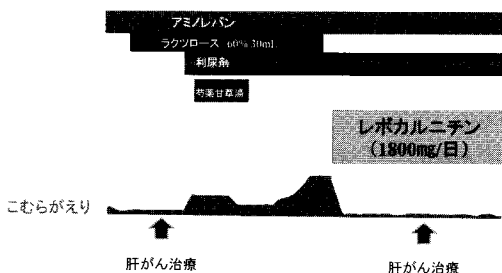 アミノレバン
ラクツロース 60% 30mL
利尿剤
芍薬甘草湯
レボカルニチン
(1800mg/日)
こむらがえり
肝がん治療
肝がん治療